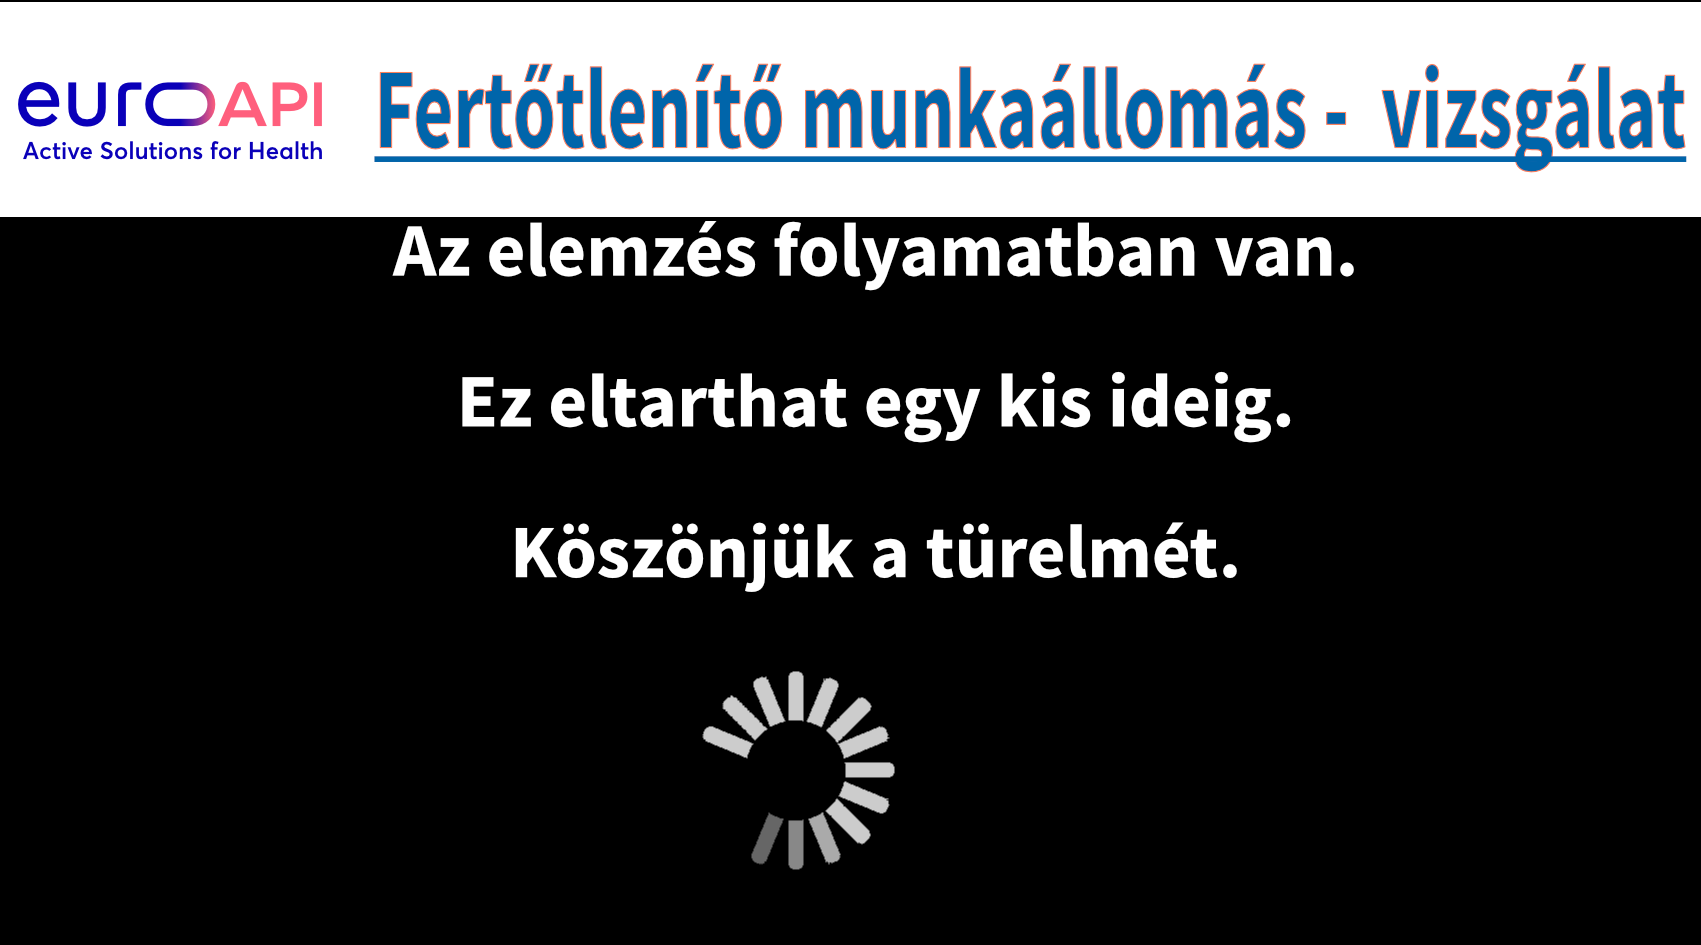 euroAPI
Active Solutions for Health
Fertőtlenítő munkaállomás - vizsgálat
Az elemzés folyamatban van.
Ez eltarthat egy kis ideig.
Köszönjük a türelmét.